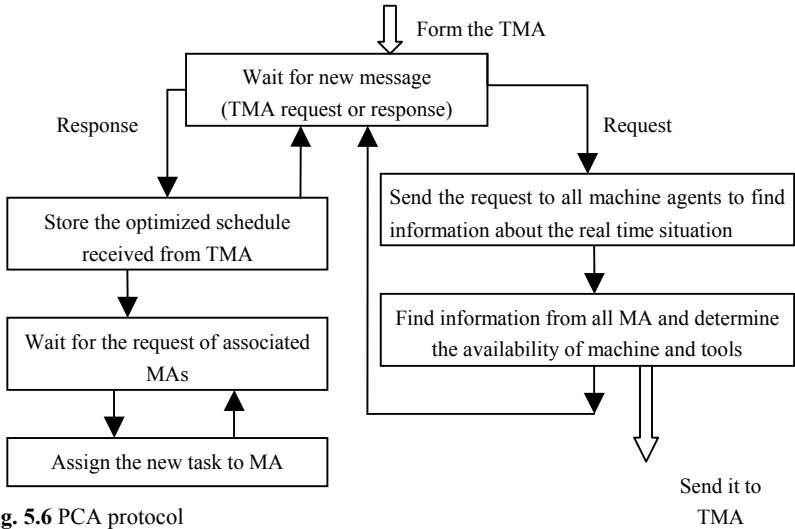 Form the TMA
Wait for new message
(TMA request or response)
Response
Request
Store the optimized schedule
received from TMA
Send the request to all machine agents to find
information about the real time situation
Wait for the request of associated
MAs
Find information from all MA and determine
the availability of machine and tools
Assign the new task to MA
Send it to
TMA
g. 5.6 PCA protocol